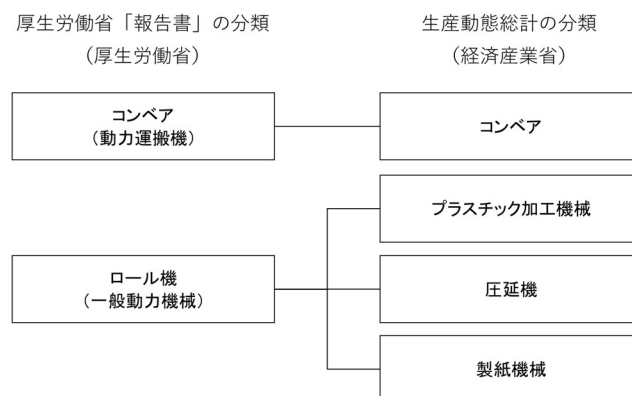 厚生労働省「報告書」の分類
（厚生労働省）
生産動態総計の分類
（経済産業省）
コンベア
（動力運搬機）
コンベア
プラスチック加工機械
ロール機
（一般動力機械）
圧延機
製紙機械